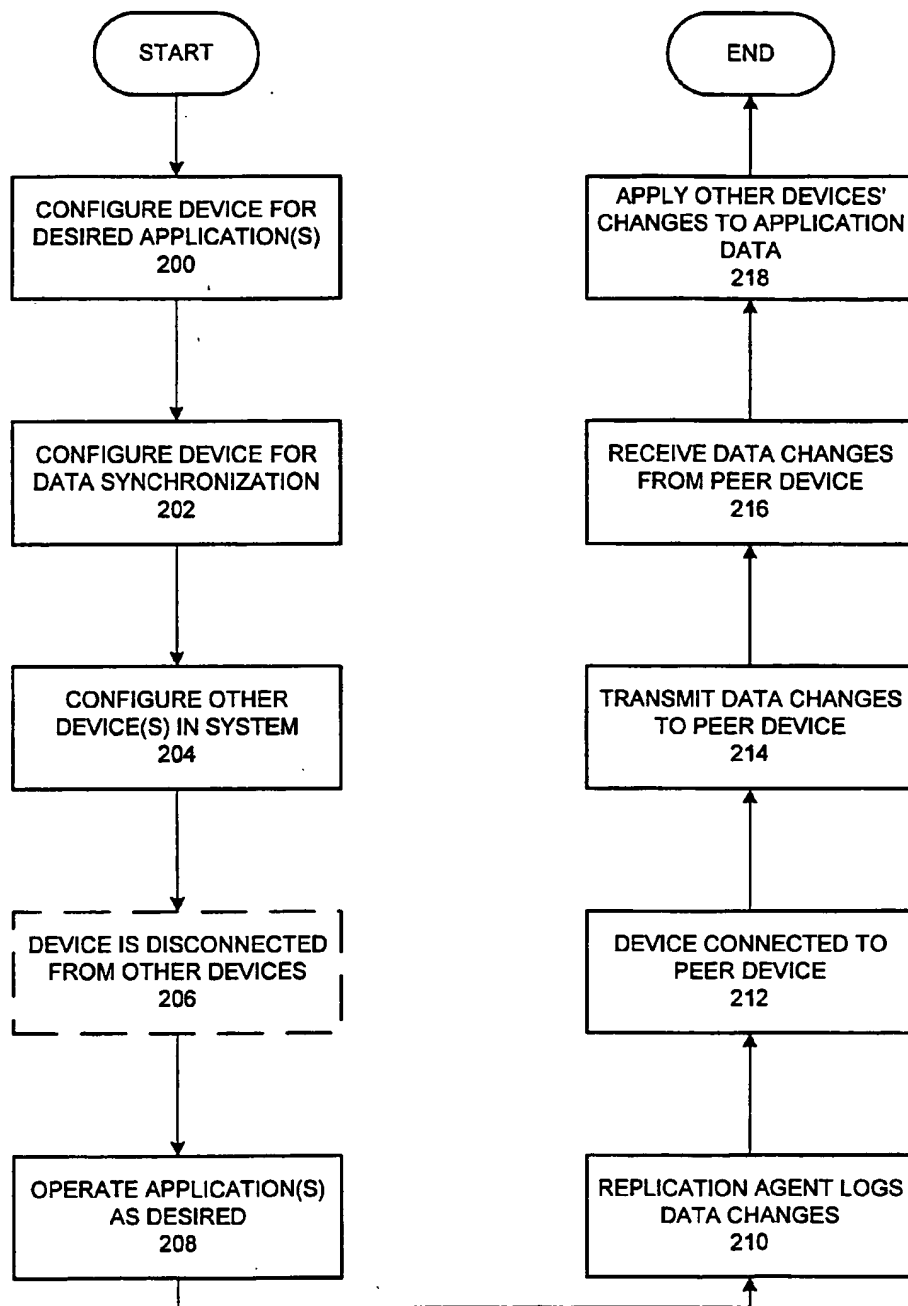 START
CONFIGURE DEVICE FOR
DESIRED APPLICATION(S)
200
CONFIGURE DEVICE FOR
DATA SYNCHRONIZATION
202
CONFIGURE OTHER
DEVICE(S) IN SYSTEM
204
DEVICE IS DISCONNECTED
FROM OTHER DEVICES
206
OPERATE APPLICATION(S)
AS DESIRED
208
REPLICATION AGENT LOGS
DATA CHANGES
210
DEVICE CONNECTED TO
PEER DEVICE
212
TRANSMIT DATA CHANGES
TO PEER DEVICE
214
RECEIVE DATA CHANGES
FROM PEER DEVICE
216
APPLY OTHER DEVICES'
CHANGES TO APPLICATION
DATA
218
END